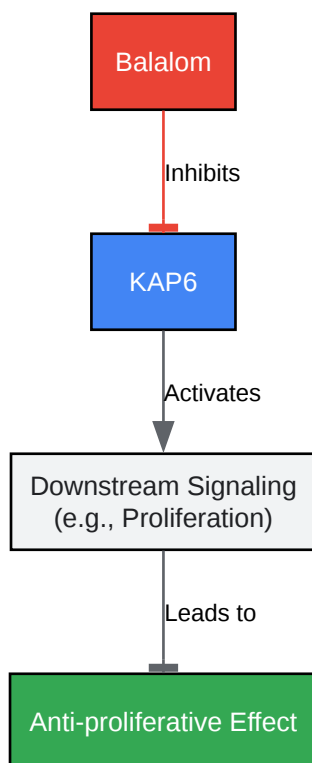 Balalom
Inhibits
KAP6
Activates
Downstream Signaling
(e.g., Proliferation)
Leads to
Anti-proliferative Effect